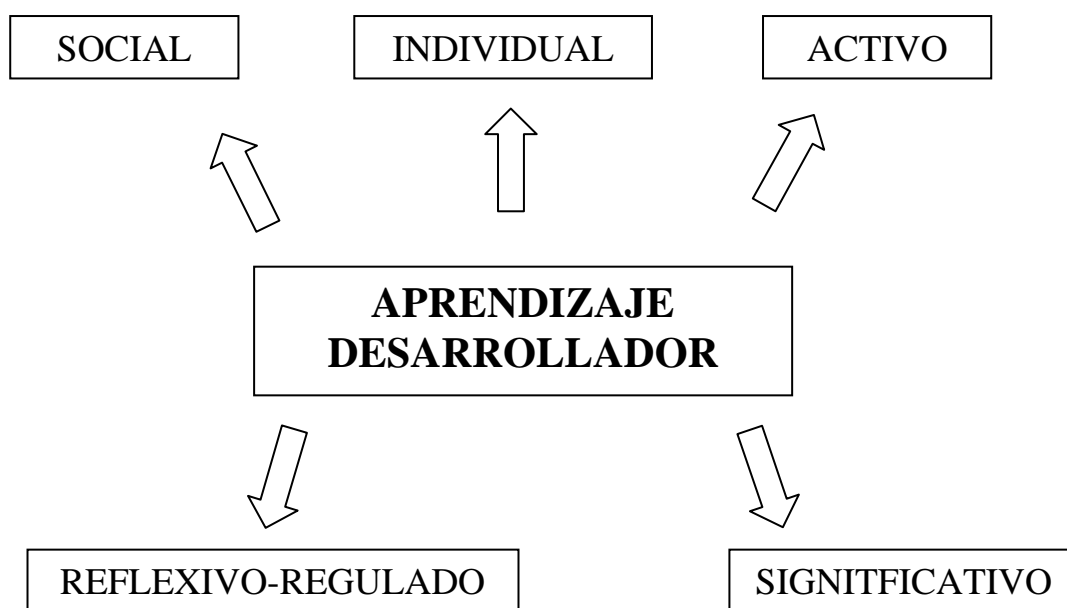 SOCIAL
INDIVIDUAL
ACTIVO
APRENDIZAJE
DESARROLLADOR
REFLEXIVO-REGULADO
SIGNITFICATIVO